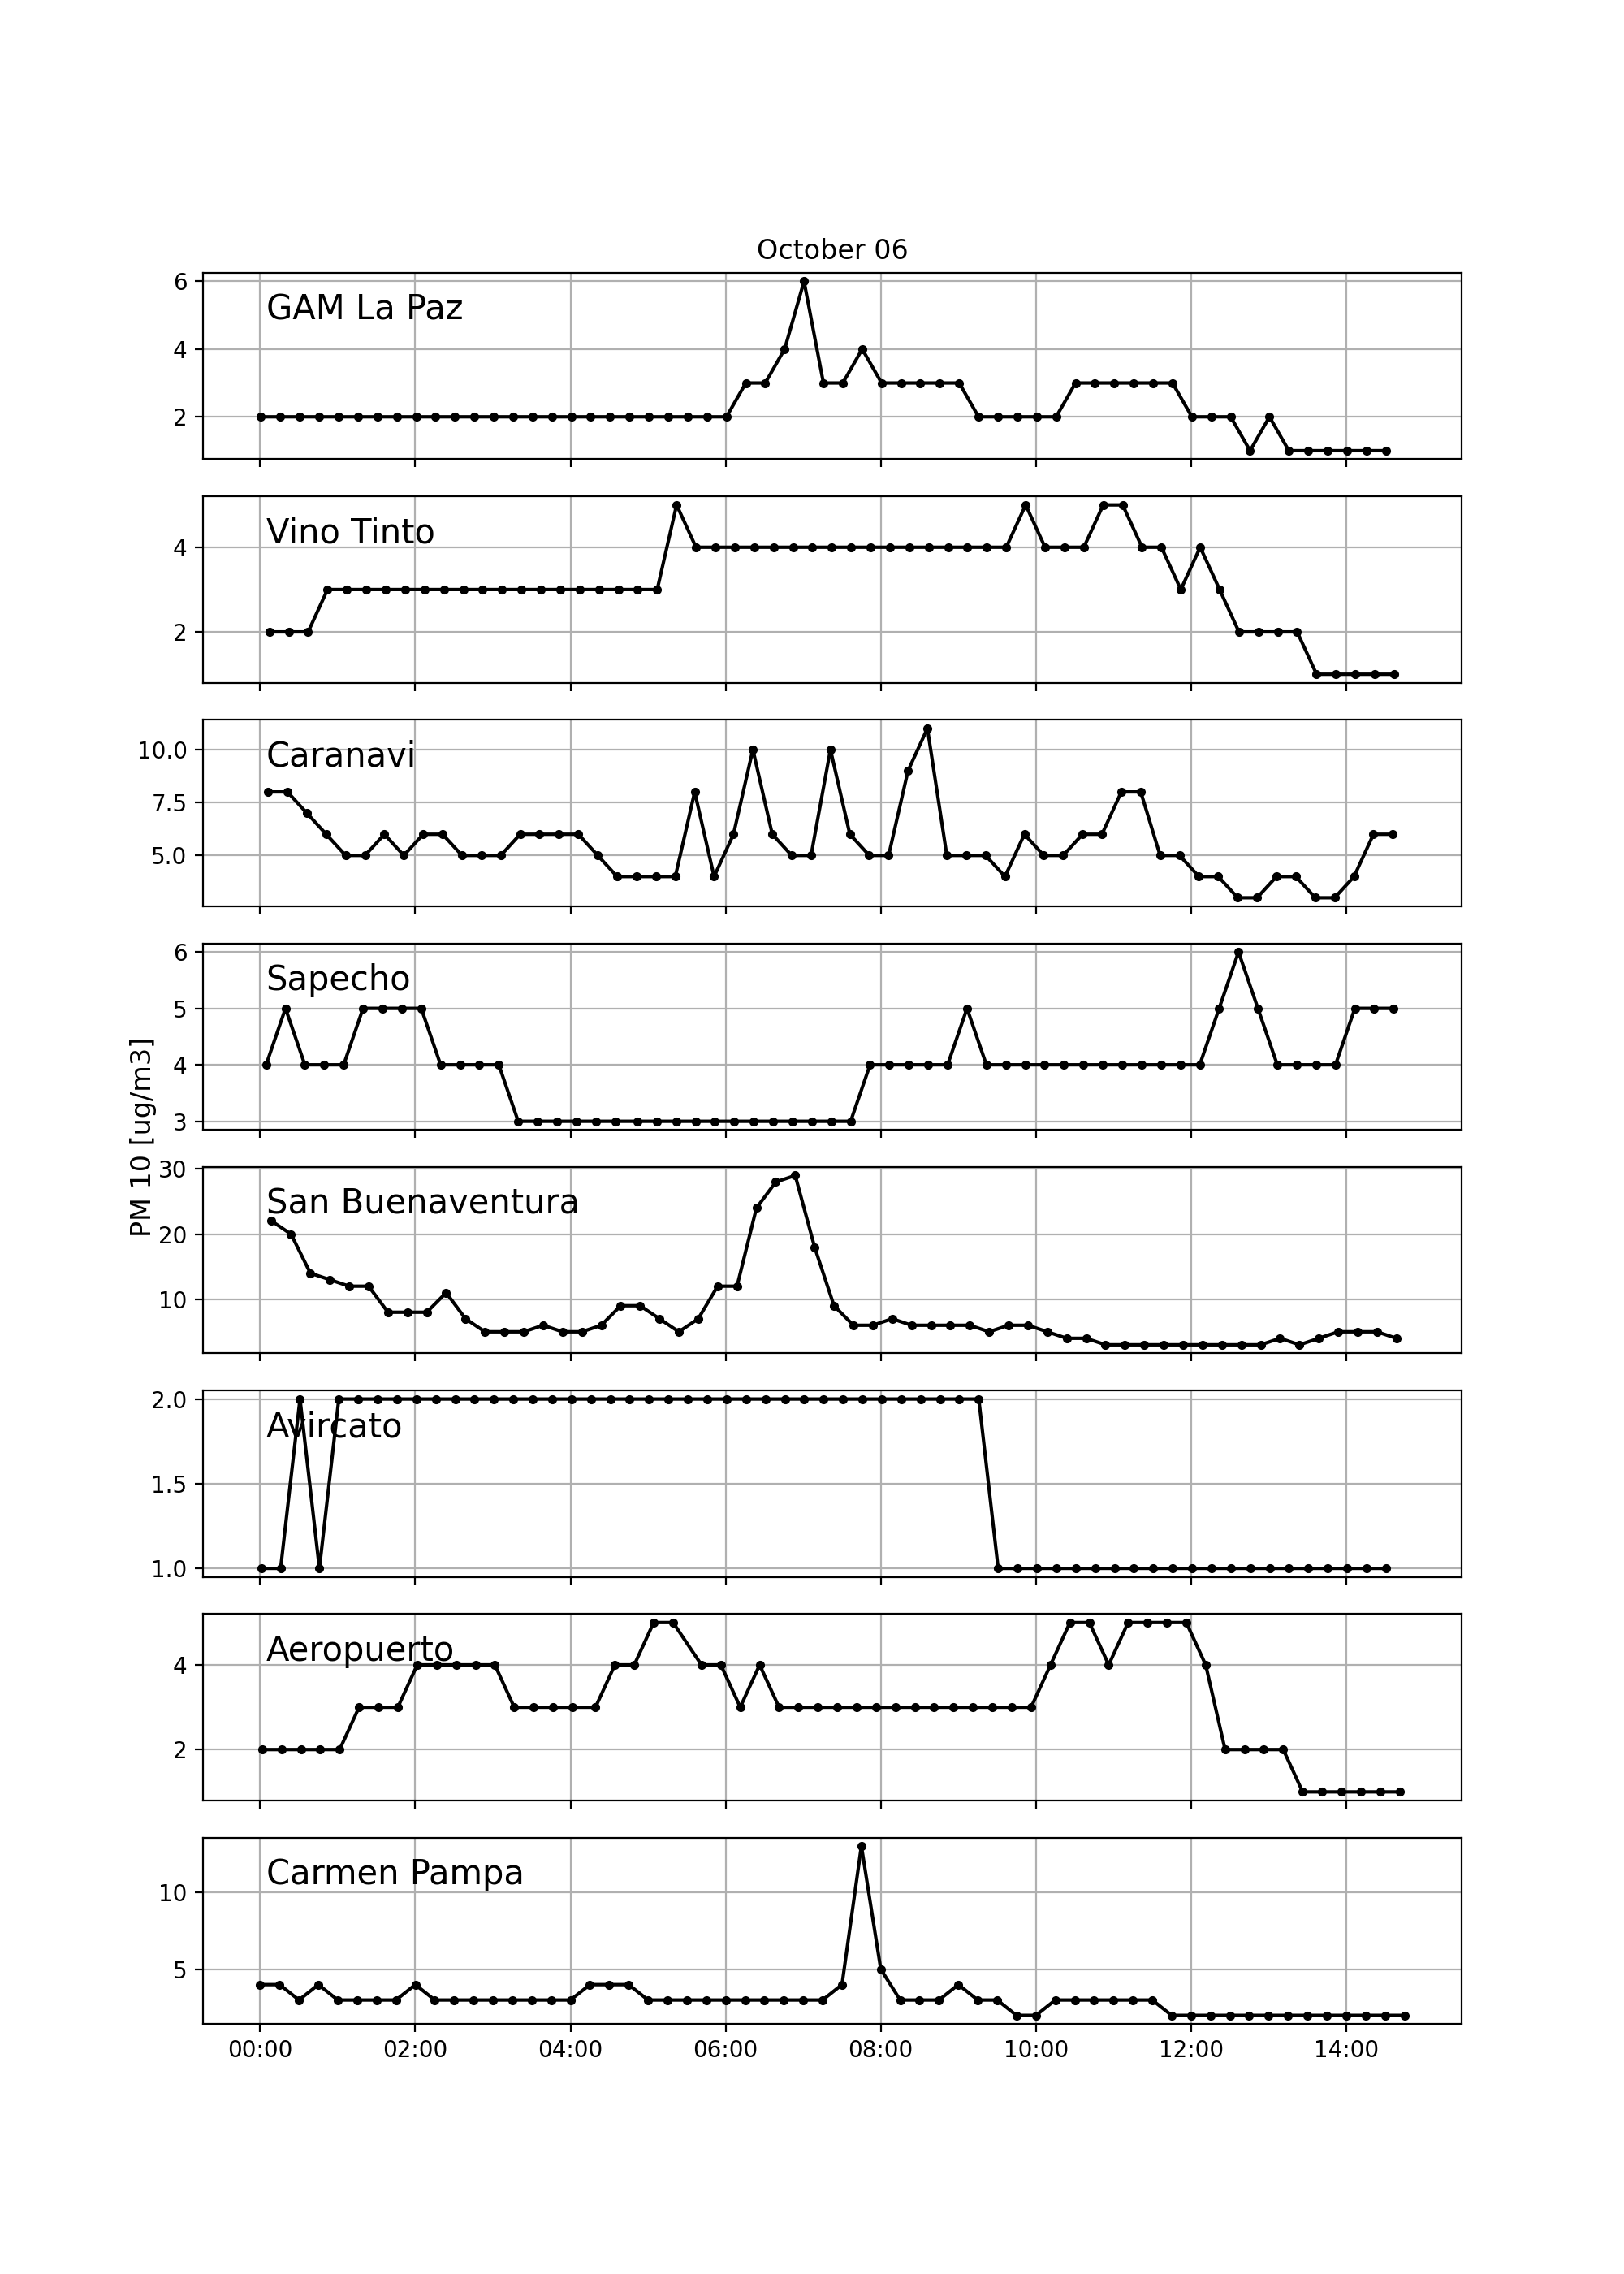 October 06
6
GAM La Paz
4
2
Vino Tinto
4
2
10.0
Caranavi
7.5
5.0
6
Sapecho
5
4
3
PM 10 [ug/m3]
30
San Buenaventura
20
10
2.0
Avircato
1.5
1.0
Aeropuerto
4
2
Carmen Pampa
10
5
00:00 02:00 04:00 06:00 08:00 10:00 12:00 14:00